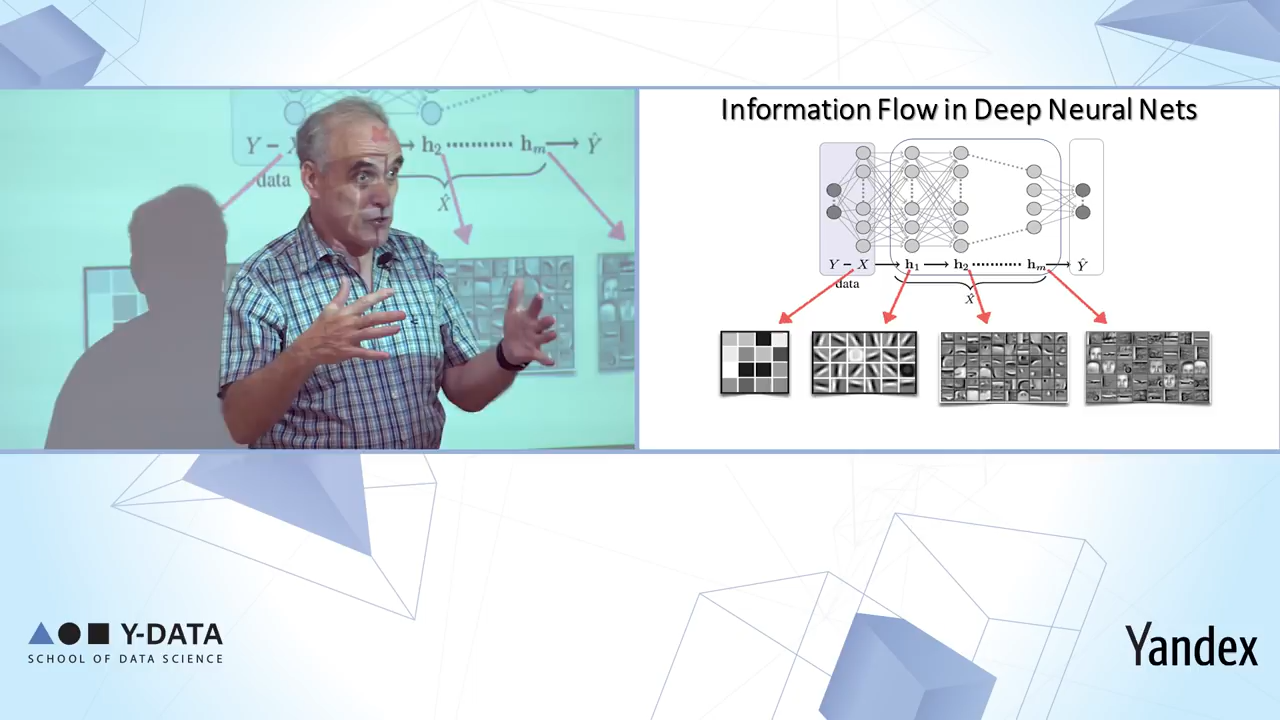 Information Flow in Deep Neural Nets
Y – X → h₂ ·········· hₘ → Ŷ
data
X̂
Y – X → h₁ → h₂ ·········· hₘ → Ŷ
data
X̂
Y-DATA
SCHOOL OF DATA SCIENCE
Yandex